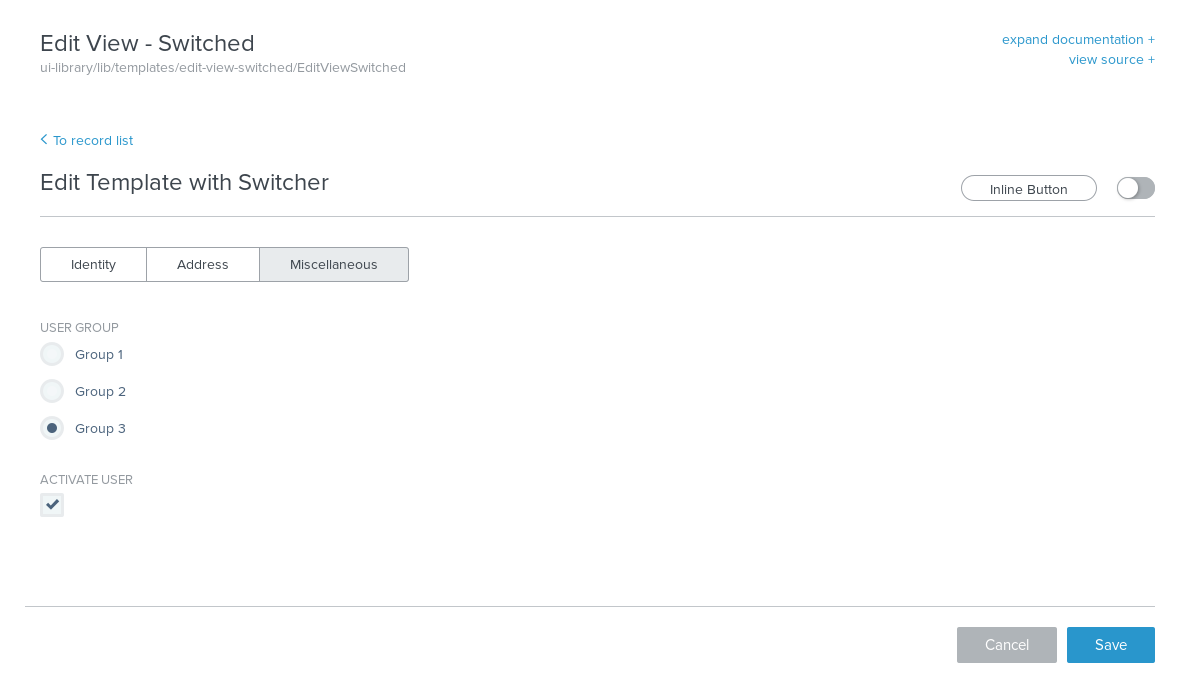 Edit View - Switched
ui-library/lib/templates/edit-view-switched/EditViewSwitched
expand documentation +
view source +
To record list
Edit Template with Switcher
Inline Button
Identity
Address
Miscellaneous
USER GROUP
Group 1
Group 2
Group 3
ACTIVATE USER
Cancel
Save